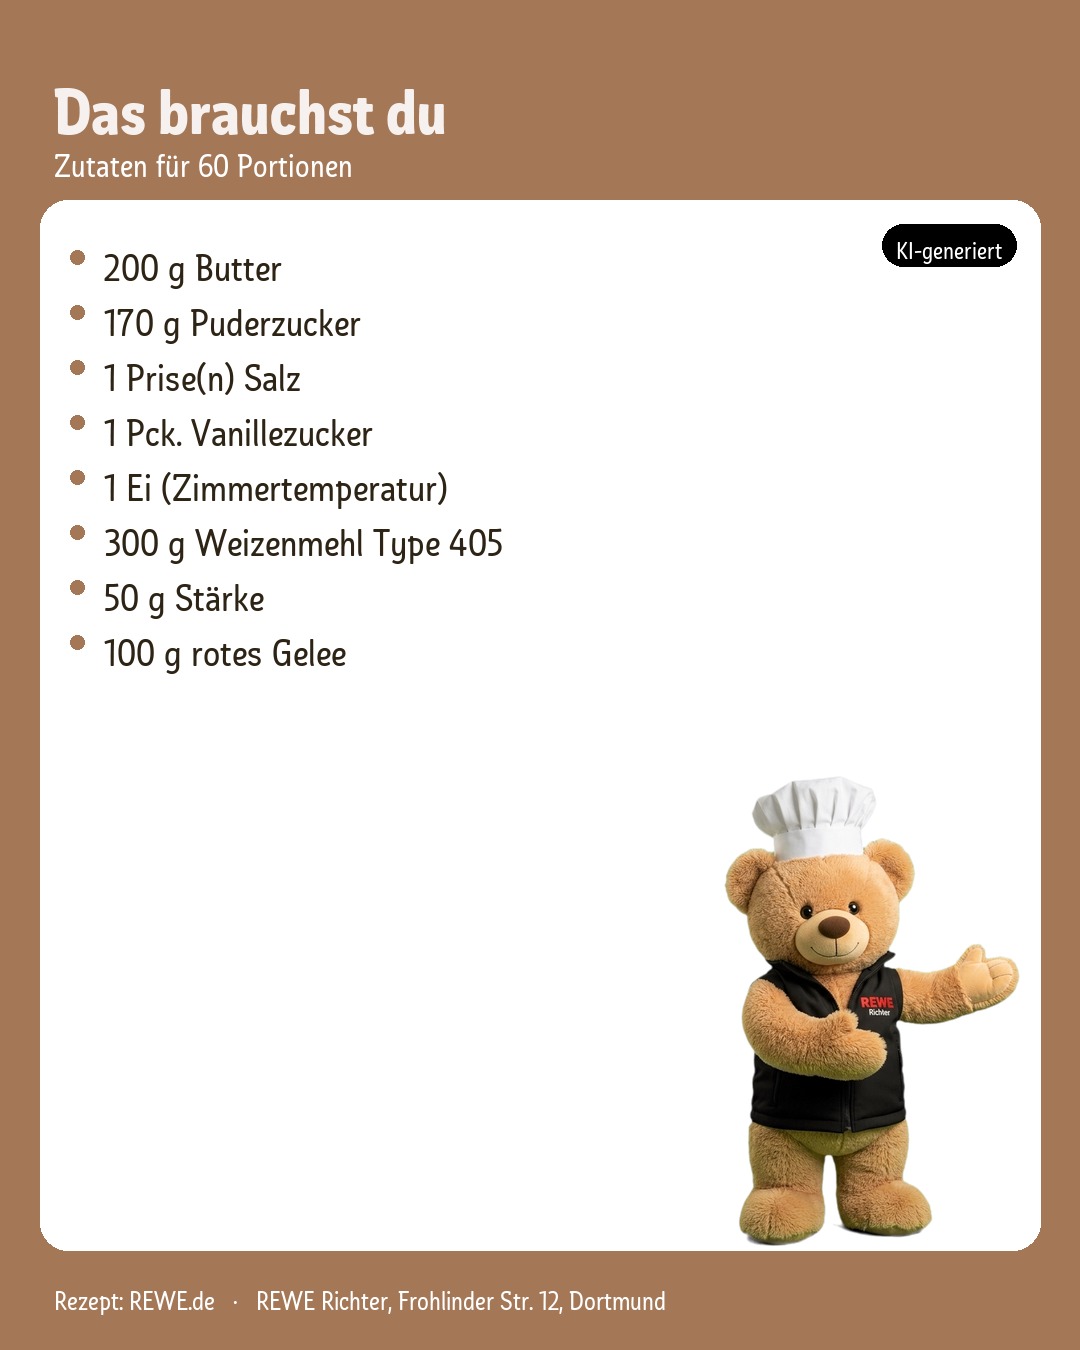 Das brauchst du
Zutaten für 60 Portionen
KI-generiert
200 g Butter
170 g Puderzucker
1 Prise(n) Salz
1 Pck. Vanillezucker
1 Ei (Zimmertemperatur)
300 g Weizenmehl Type 405
50 g Stärke
100 g rotes Gelee
REWE
Richter
Rezept: REWE.de · REWE Richter, Frohlinder Str. 12, Dortmund